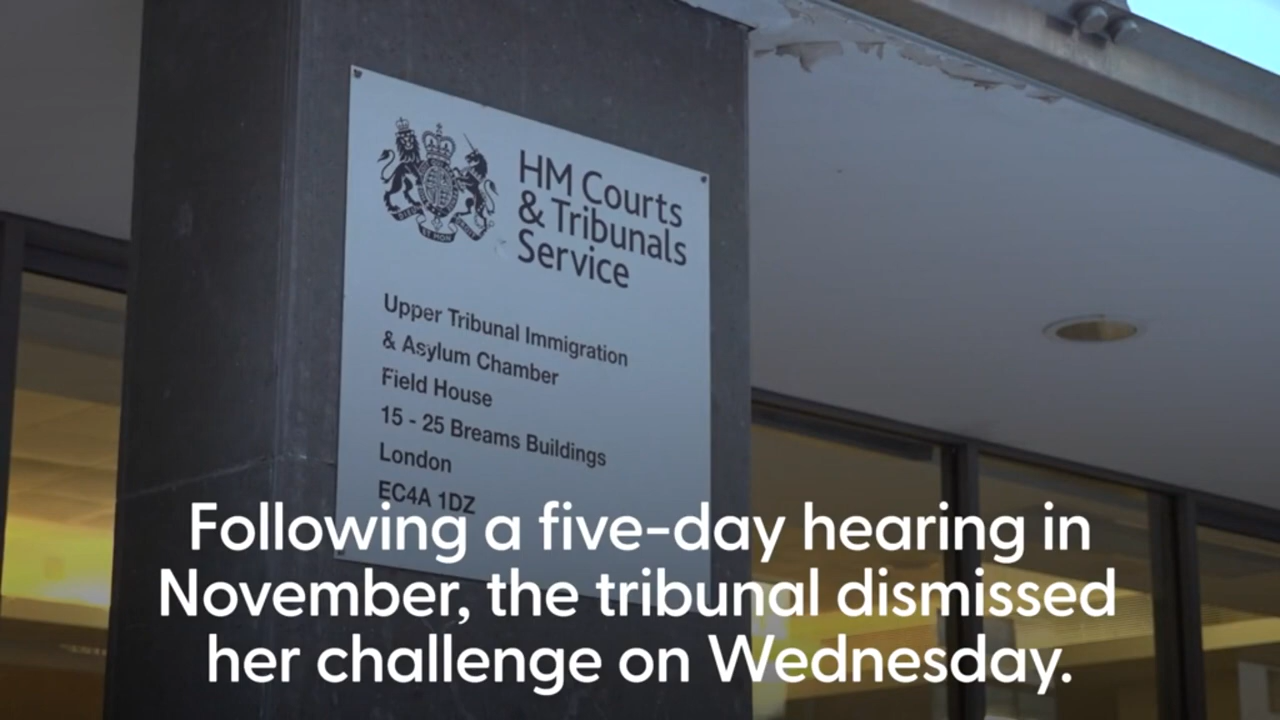 HM Courts
& Tribunals
Service
Upper Tribunal Immigration
& Asylum Chamber
Field House
15 - 25 Breams Buildings
London
EC4A 1DZ
Following a five-day hearing in
November, the tribunal dismissed
her challenge on Wednesday.